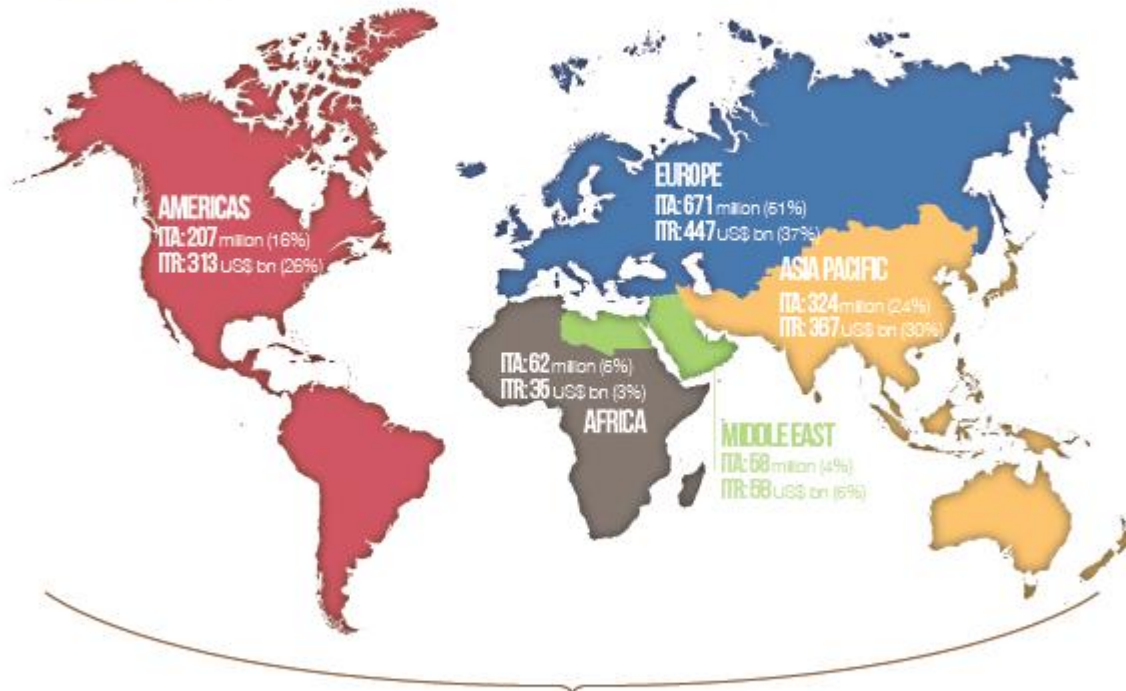 AMERICAS
ITA: 207 million (16%)
ITR: 313 US$ bn (26%)
EUROPE
ITA: 671 million (51%)
ITR: 447 US$ bn (37%)
ASIA PACIFIC
ITA: 324 million (24%)
ITR: 367 US$ bn (30%)
ITA: 62 million (5%)
ITR: 35 US$ bn (3%)
AFRICA
MIDDLE EAST
ITA: 58 million (4%)
ITR: 58 US$ bn (5%)